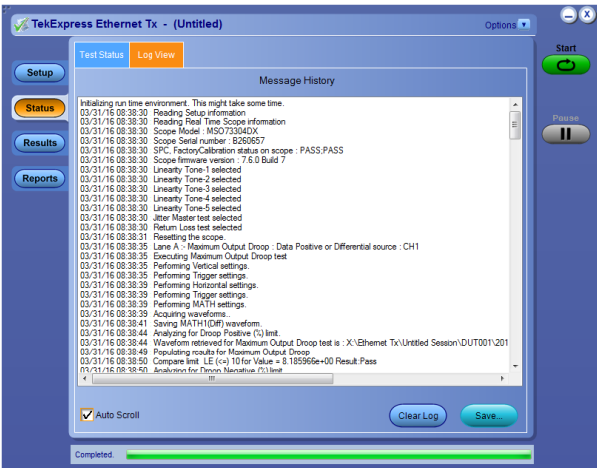 TekExpress Ethernet Tx - (Untitled)
Options
Start
Pause
Setup
Status
Results
Reports
Test Status
Log View
Message History
Initializing run time environment. This might take some time.
03/31/16 08:38:30 Reading Setup information
03/31/16 08:38:30 Reading Real Time Scope information
03/31/16 08:38:30 Scope Model : MSO73304DX
03/31/16 08:38:30 Scope Serial number : B260657
03/31/16 08:38:30 SPC, FactoryCalibration status on scope : PASS;PASS
03/31/16 08:38:30 Scope firmware version : 7.6.0 Build 7
03/31/16 08:38:30 Linearity Tone-1 selected
03/31/16 08:38:30 Linearity Tone-2 selected
03/31/16 08:38:30 Linearity Tone-3 selected
03/31/16 08:38:30 Linearity Tone-4 selected
03/31/16 08:38:30 Linearity Tone-5 selected
03/31/16 08:38:30 Jitter Master test selected
03/31/16 08:38:30 Return Loss test selected
03/31/16 08:38:31 Resetting the scope.
03/31/16 08:38:35 Lane A :- Maximum Output Droop : Data Positive or Differential source : CH1
03/31/16 08:38:35 Executing Maximum Output Droop test
03/31/16 08:38:35 Performing Vertical settings.
03/31/16 08:38:35 Performing Trigger settings.
03/31/16 08:38:39 Performing Horizontal settings.
03/31/16 08:38:39 Performing Trigger settings.
03/31/16 08:38:39 Performing MATH settings.
03/31/16 08:38:39 Acquiring waveforms..
03/31/16 08:38:41 Saving MATH1(Diff) waveform.
03/31/16 08:38:44 Analyzing for Droop Positive (%) limit.
03/31/16 08:38:44 Waveform retrieved for Maximum Output Droop test is : X:\Ethernet Tx\Untitled Session\DUT001\201
03/31/16 08:38:49 Populating results for Maximum Output Droop
03/31/16 08:38:50 Compare limit LE (<=) 10 for Value = 8.185966e+00 Result:Pass
03/31/16 08:38:50 Analyzing for Droop Negative (%) limit
Auto Scroll
Clear Log
Save...
Completed.